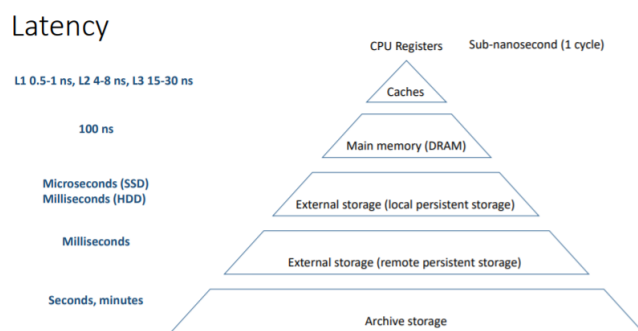 Latency
CPU Registers
Sub-nanosecond (1 cycle)
L1 0.5-1 ns, L2 4-8 ns, L3 15-30 ns
Caches
100 ns
Main memory (DRAM)
Microseconds (SSD)
Milliseconds (HDD)
External storage (local persistent storage)
Milliseconds
External storage (remote persistent storage)
Seconds, minutes
Archive storage